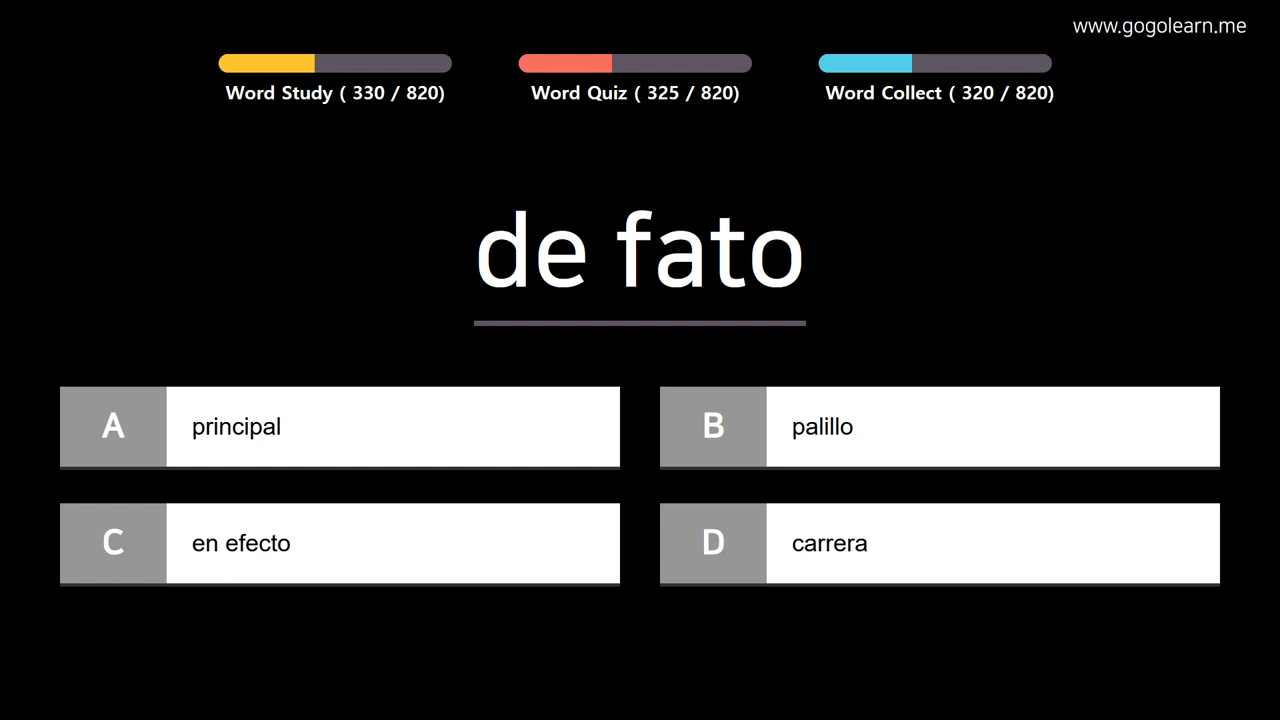 www.gogolearn.me
Word Study ( 330 / 820)
Word Quiz ( 325 / 820)
Word Collect ( 320 / 820)
de fato
A principal
B palillo
C en efecto
D carrera